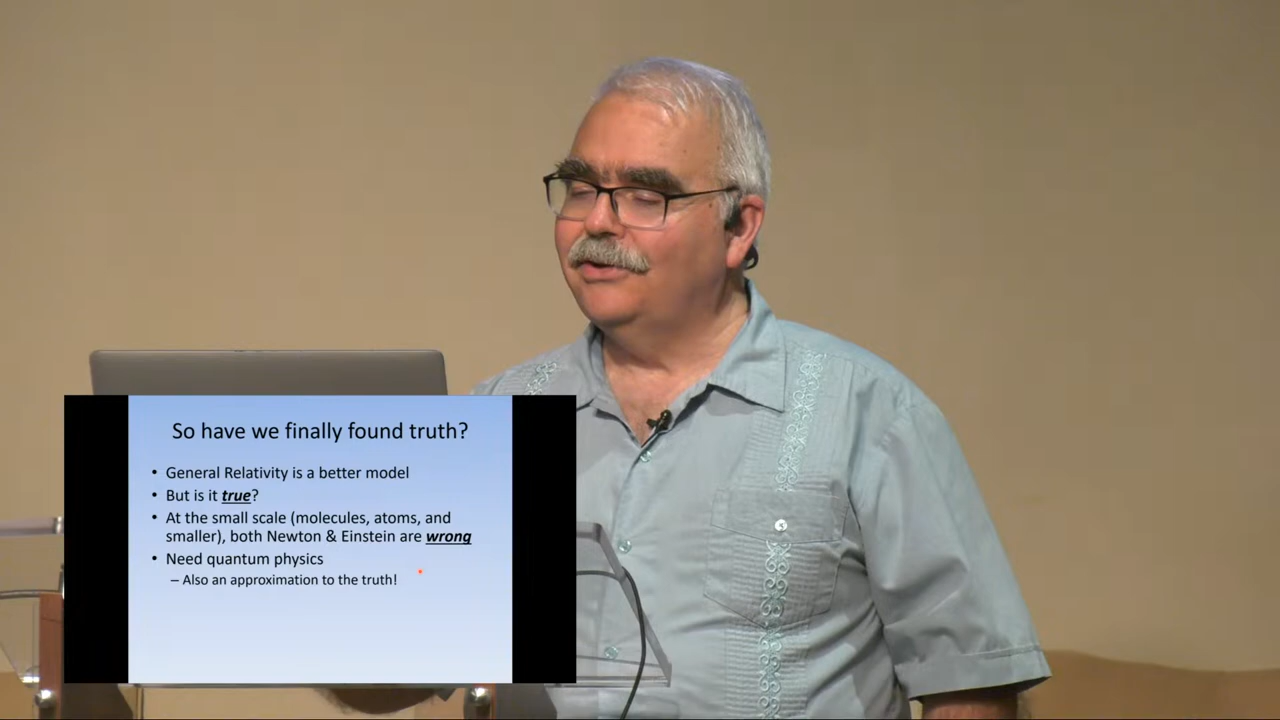 So have we finally found truth?
• General Relativity is a better model
• But is it true?
• At the small scale (molecules, atoms, and
smaller), both Newton & Einstein are wrong
• Need quantum physics
– Also an approximation to the truth!